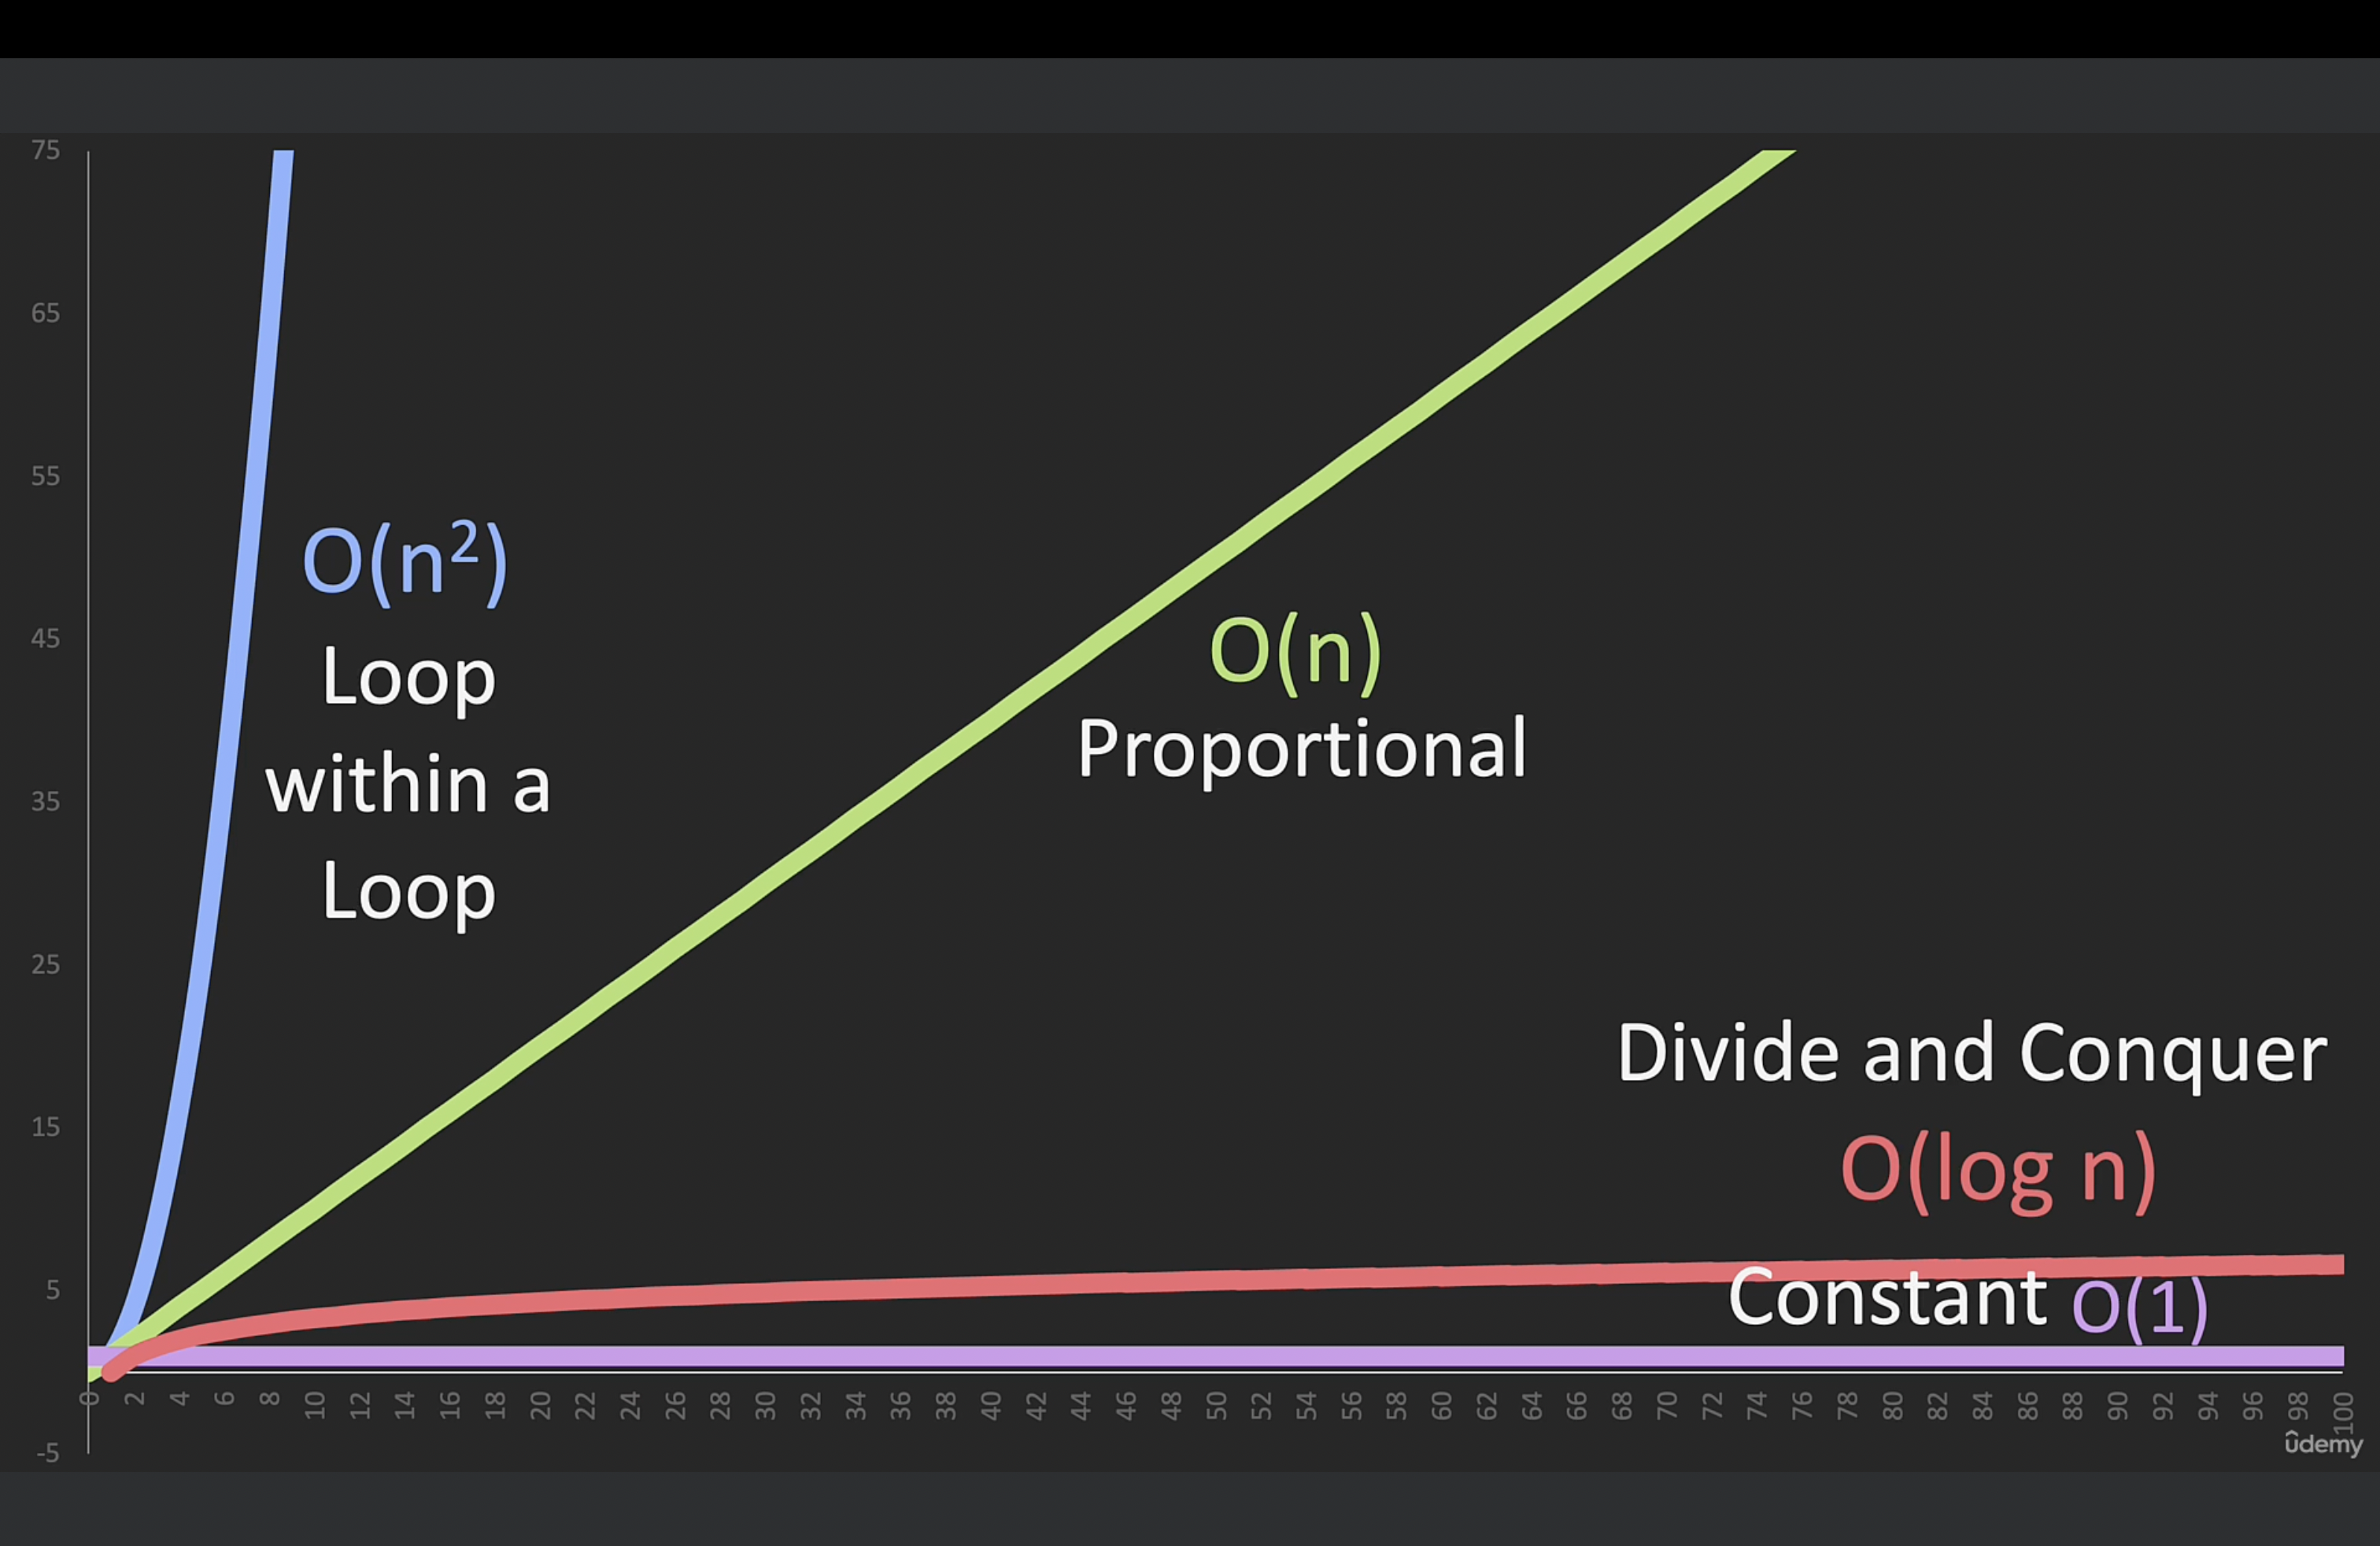 75
65
55
45
35
25
15
5
-5
O(n²)
Loop
within a
Loop
O(n)
Proportional
Divide and Conquer
O(log n)
Constant O(1)
0 2 4 6 8 10 12 14 16 18 20 22 24 26 28 30 32 34 36 38 40 42 44 46 48 50 52 54 56 58 60 62 64 66 68 70 72 74 76 78 80 82 84 86 88 90 92 94 96 98 100
ûdemy